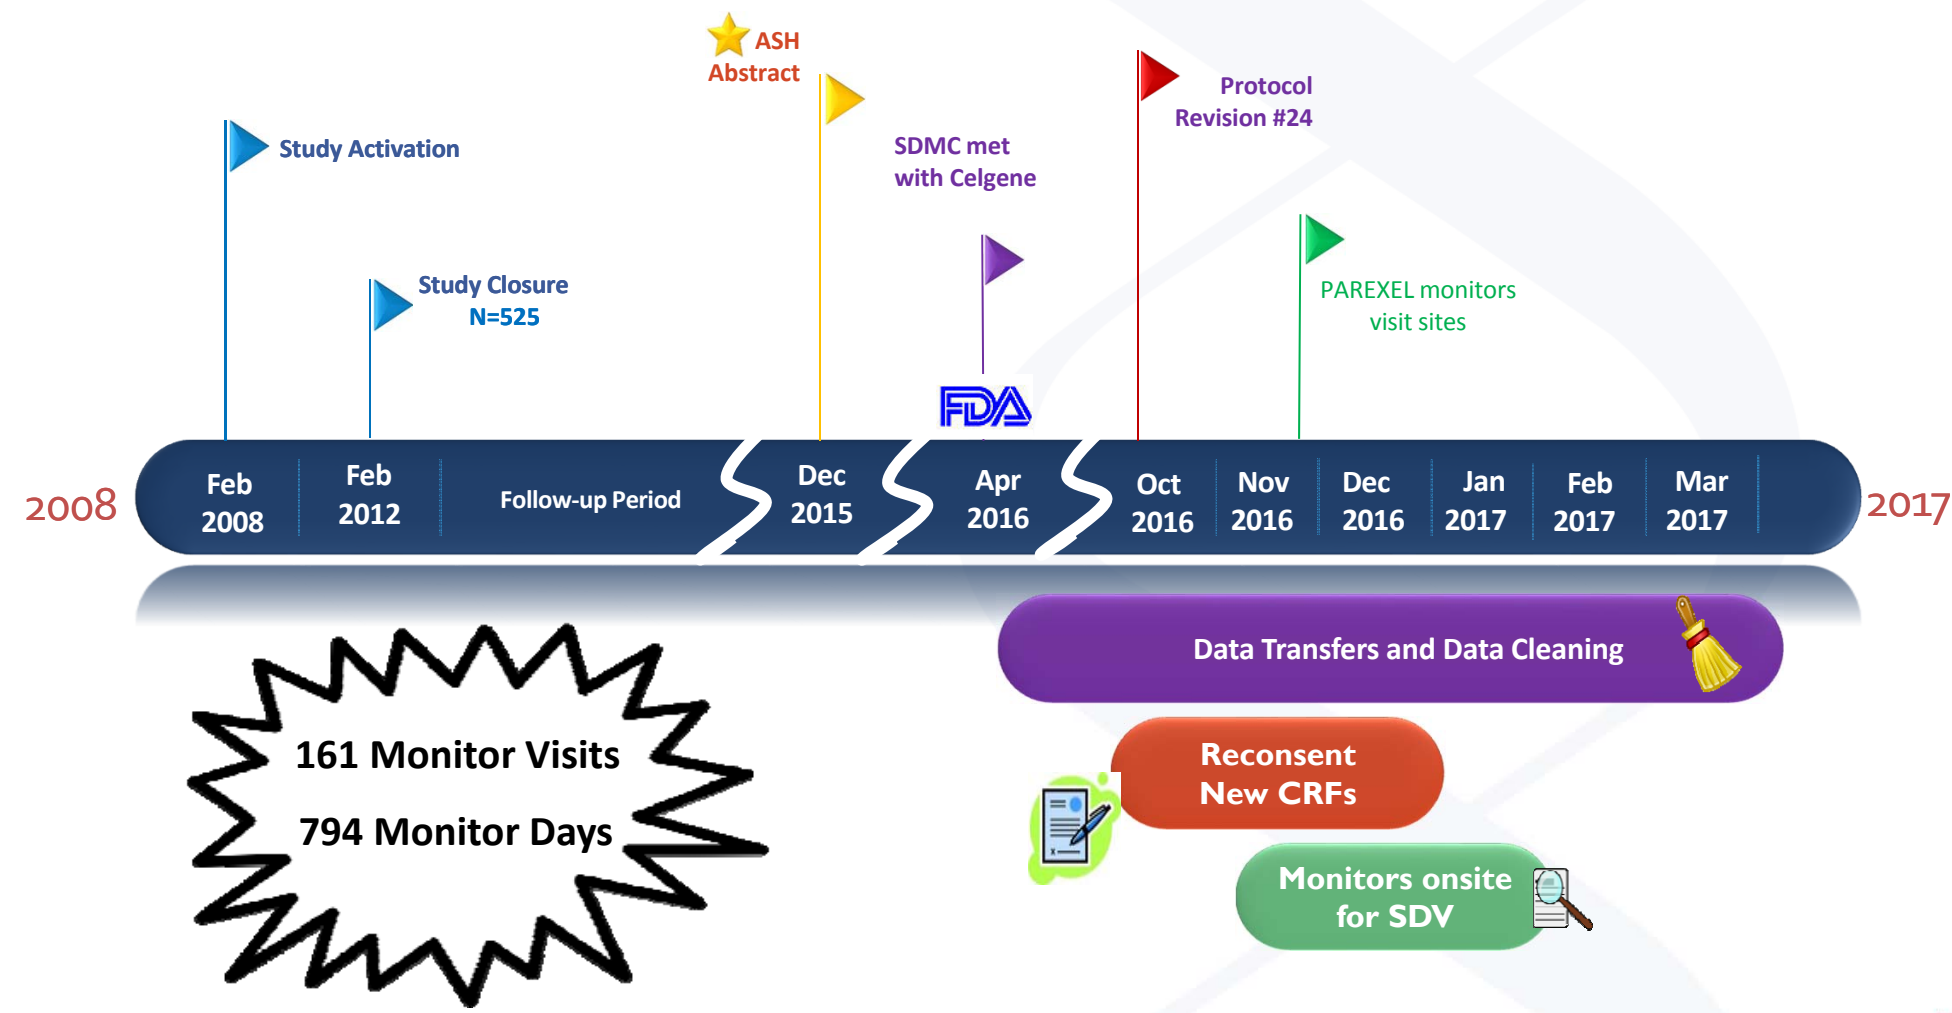 ASH
Abstract
Protocol
Revision #24
Study Activation
SDMC met
with Celgene
Study Closure
N=525
PAREXEL monitors
visit sites
FDA
2008
Feb
2008
Feb
2012
Follow-up Period
Dec
2015
Apr
2016
Oct
2016
Nov
2016
Dec
2016
Jan
2017
Feb
2017
Mar
2017
2017
Data Transfers and Data Cleaning
161 Monitor Visits
794 Monitor Days
Reconsent
New CRFs
Monitors onsite
for SDV